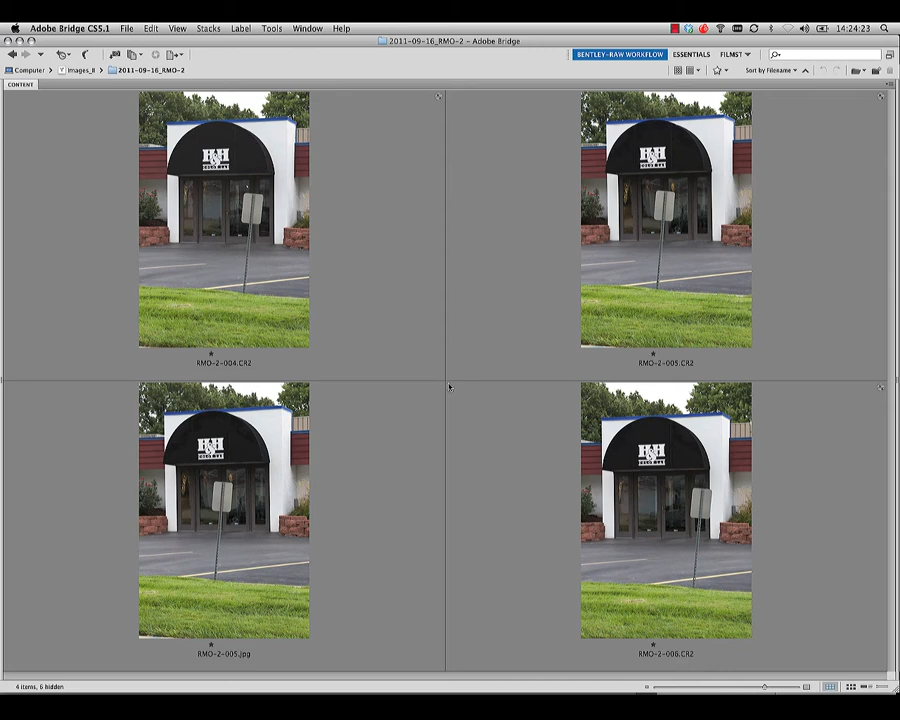 Adobe Bridge CS5.1 File Edit View Stacks Label Tools Window Help 14:24:23
2011-09-16_RMO-2 – Adobe Bridge
BENTLEY-RAW WORKFLOW ESSENTIALS FILMST
Computer Images_II 2011-09-16_RMO-2 Sort by Filename
CONTENT
H&H
H&H
RMO-2-004.CR2 RMO-2-005.CR2
H&H
H&H
RMO-2-005.jpg RMO-2-006.CR2
4 items, 6 hidden